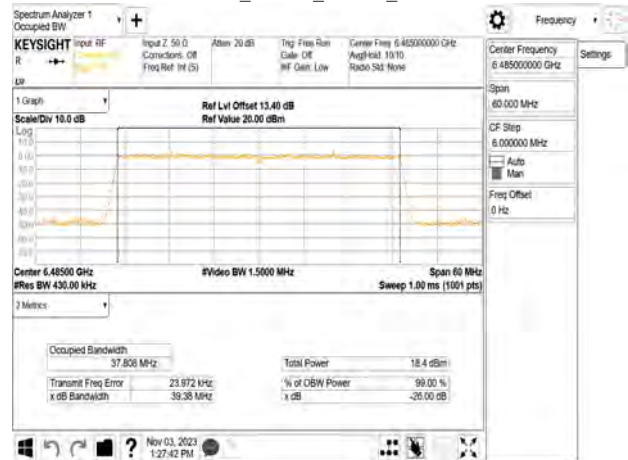 Spectrum Analyzer 1
Occupied BW
Frequency
KEYSIGHT Input: RF
R
Input Z: 50 Ω
Corrections: Off
Freq Ref: Int (S)
Atten: 20 dB
Trig: Free Run
Gate: Off
#IF Gain: Low
Center Freq: 6.485000000 GHz
Avg|Hold: 10/10
Radio Std: None
Center Frequency
6.485000000 GHz
Settings
Span
60.000 MHz
CF Step
6.000000 MHz
Auto
Man
Freq Offset
0 Hz
1 Graph
Scale/Div 10.0 dB
Ref Lvl Offset 13.40 dB
Ref Value 20.00 dBm
Log
Center 6.48500 GHz
#Video BW 1.5000 MHz
Span 60 MHz
#Res BW 430.00 kHz
Sweep 1.00 ms (1001 pts)
2 Metrics
Occupied Bandwidth
37.808 MHz
Total Power 18.4 dBm
Transmit Freq Error 23.972 kHz
% of OBW Power 99.00 %
x dB Bandwidth 39.38 MHz
x dB -26.00 dB
Nov 03, 2023
1:27:42 PM